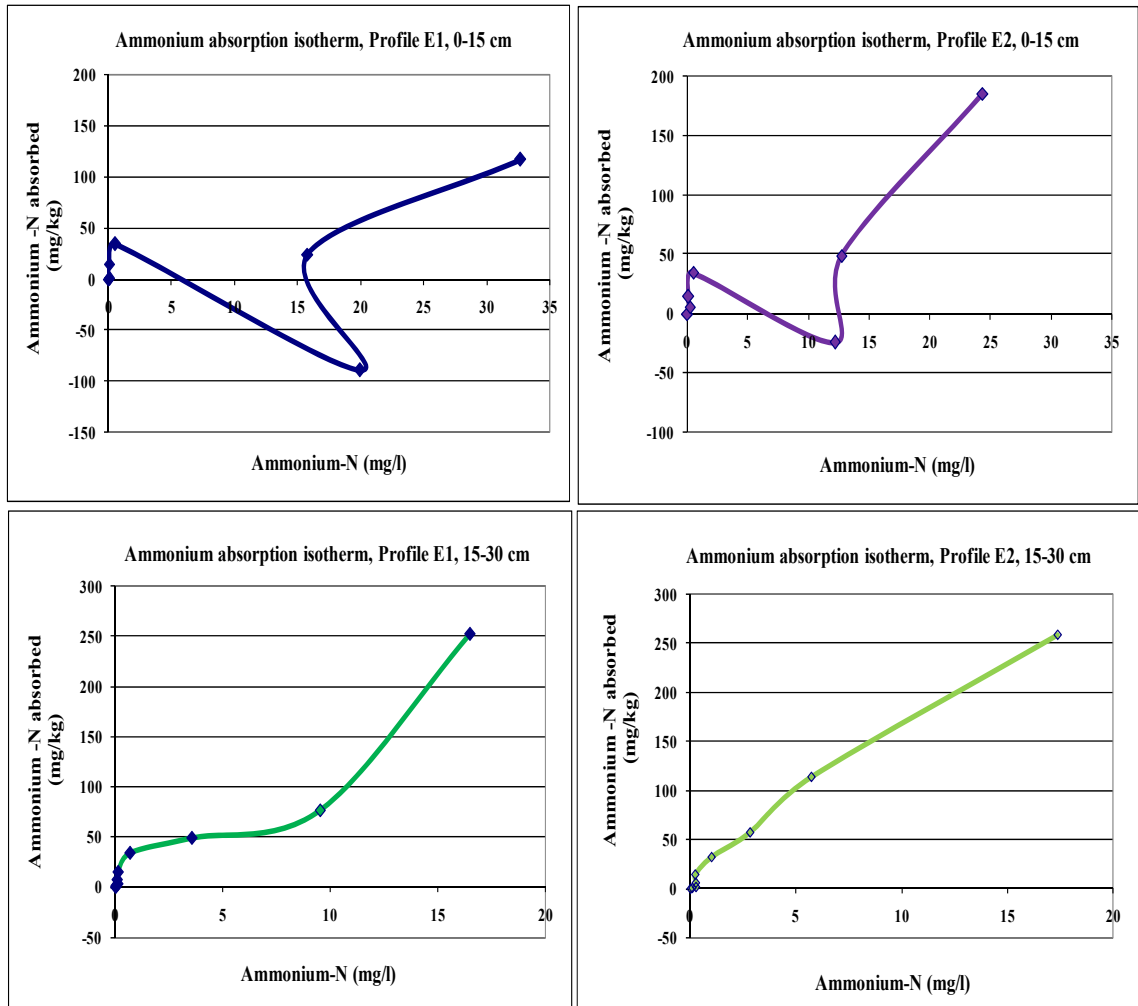 Ammonium absorption isotherm, Profile E1, 0-15 cm
200
150
100
50
0
-50
-100
-150
0 5 10 15 20 25 30 35
Ammonium -N absorbed
(mg/kg)
Ammonium-N (mg/l)
Ammonium absorption isotherm, Profile E2, 0-15 cm
200
150
100
50
0
-50
-100
0 5 10 15 20 25 30 35
Ammonium -N absorbed
(mg/kg)
Ammonium-N (mg/l)
Ammonium absorption isotherm, Profile E1, 15-30 cm
300
250
200
150
100
50
0
-50
0 5 10 15 20
Ammonium -N absorbed
(mg/kg)
Ammonium-N (mg/l)
Ammonium absorption isotherm, Profile E2, 15-30 cm
300
250
200
150
100
50
0
-50
0 5 10 15 20
Ammonium -N absorbed
(mg/kg)
Ammonium-N (mg/l)